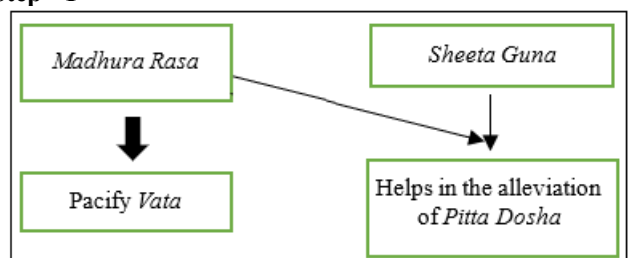 Madhura Rasa
Sheeta Guna
Pacify Vata
Helps in the alleviation
of Pitta Dosha